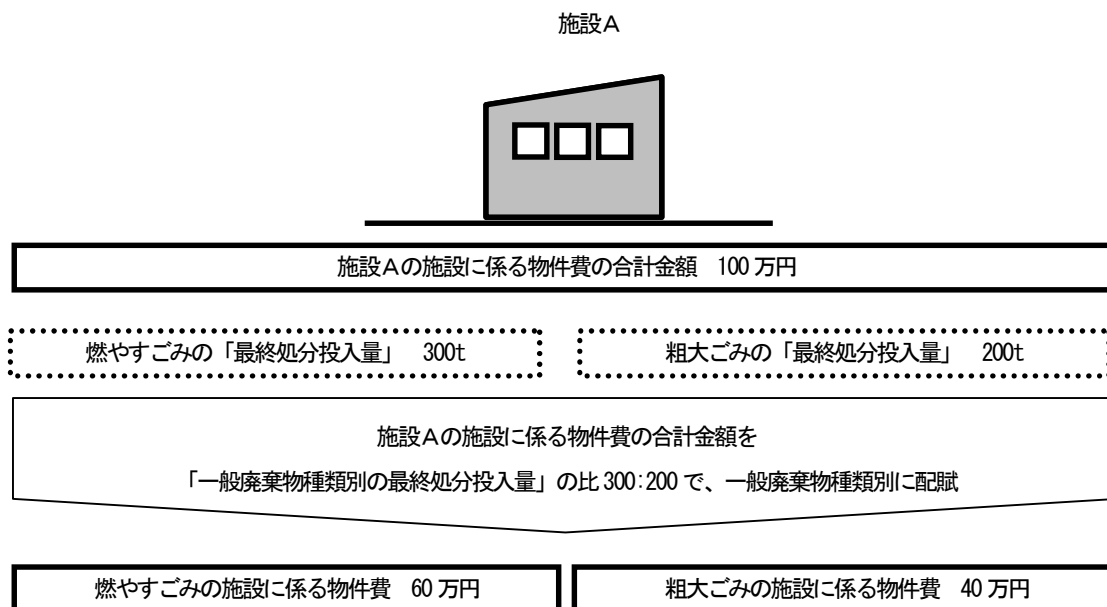 施設A
施設Aの施設に係る物件費の合計金額 100万円
燃やすごみの「最終処分投入量」 300t
粗大ごみの「最終処分投入量」 200t
施設Aの施設に係る物件費の合計金額を
「一般廃棄物種類別の最終処分投入量」の比300:200で、一般廃棄物種類別に配賦
燃やすごみの施設に係る物件費 60万円
粗大ごみの施設に係る物件費 40万円